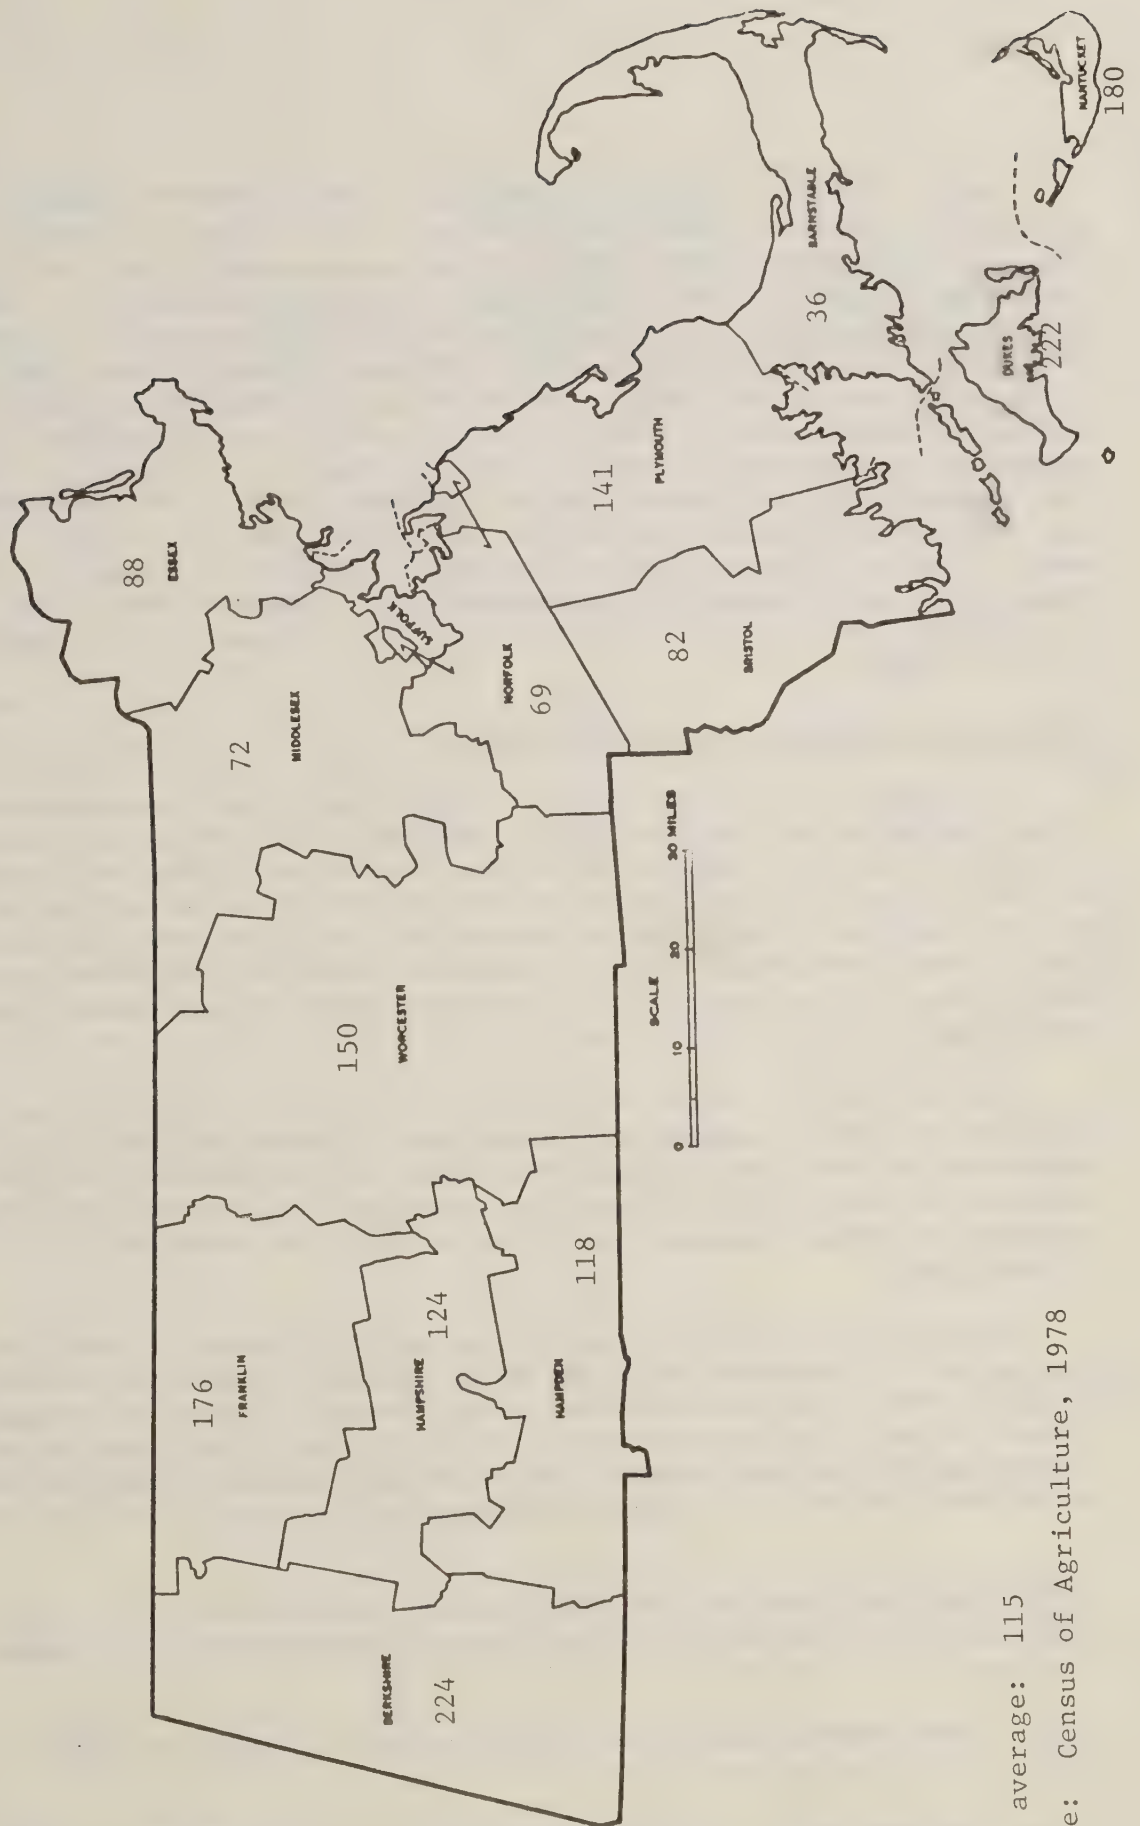 88
ESSEX
72
MIDDLESEX
SUFFOLK
NORFOLK
69
176
FRANKLIN
150
WORCESTER
124
HAMPSHIRE
118
HAMPDEN
BERKSHIRE
224
141
PLYMOUTH
82
BRISTOL
BARNSTABLE
36
DUKES
222
NANTUCKET
180
SCALE
0 10 20 30 MILES
average: 115
e: Census of Agriculture, 1978